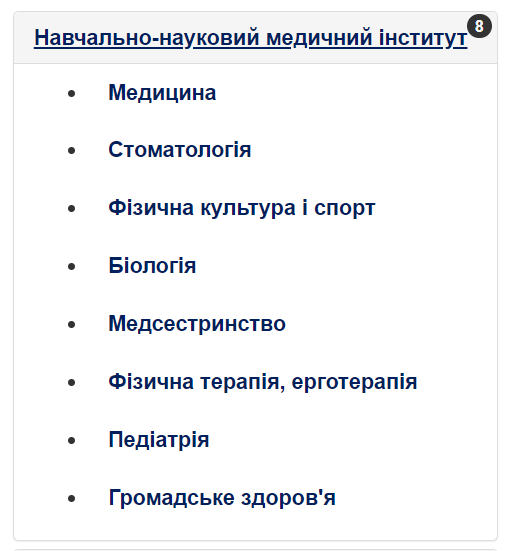 Навчально-науковий медичний інститут 8
Медицина
Стоматологія
Фізична культура і спорт
Біологія
Медсестринство
Фізична терапія, ерготерапія
Педіатрія
Громадське здоров'я